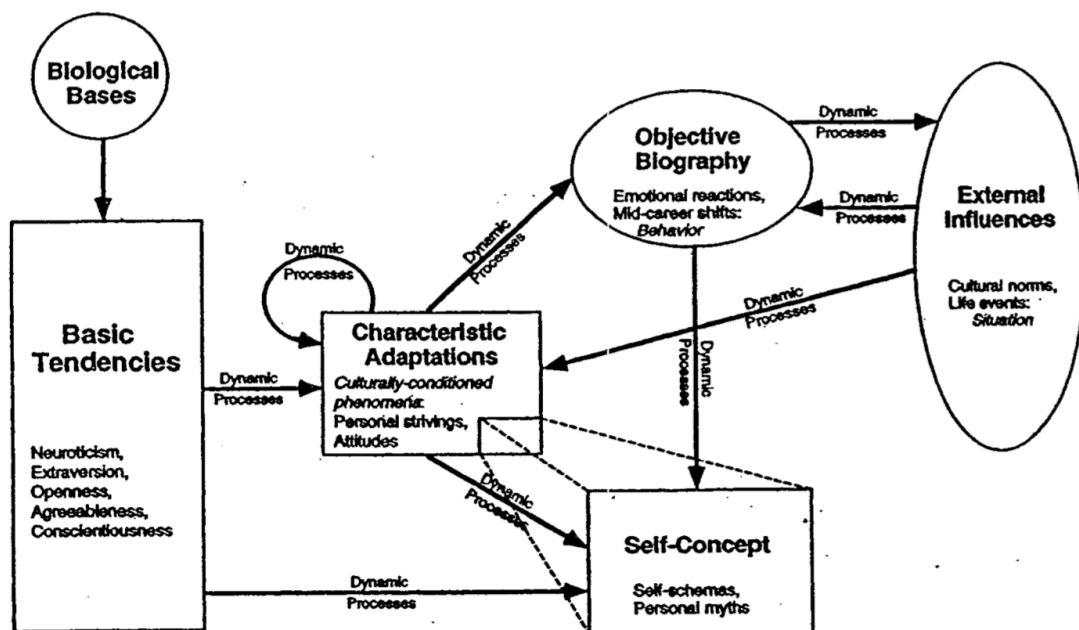 Biological
Bases
Basic
Tendencies
Neuroticism,
Extraversion,
Openness,
Agreeableness,
Conscientiousness
Dynamic
Processes
Dynamic
Processes
Dynamic
Processes
Characteristic
Adaptations
Culturally-conditioned
phenomena:
Personal strivings,
Attitudes
Dynamic
Processes
Dynamic
Processes
Objective
Biography
Emotional reactions,
Mid-career shifts:
Behavior
Dynamic
Processes
Dynamic
Processes
Dynamic
Processes
Dynamic
Processes
External
Influences
Cultural norms,
Life events:
Situation
Self-Concept
Self-schemas,
Personal myths